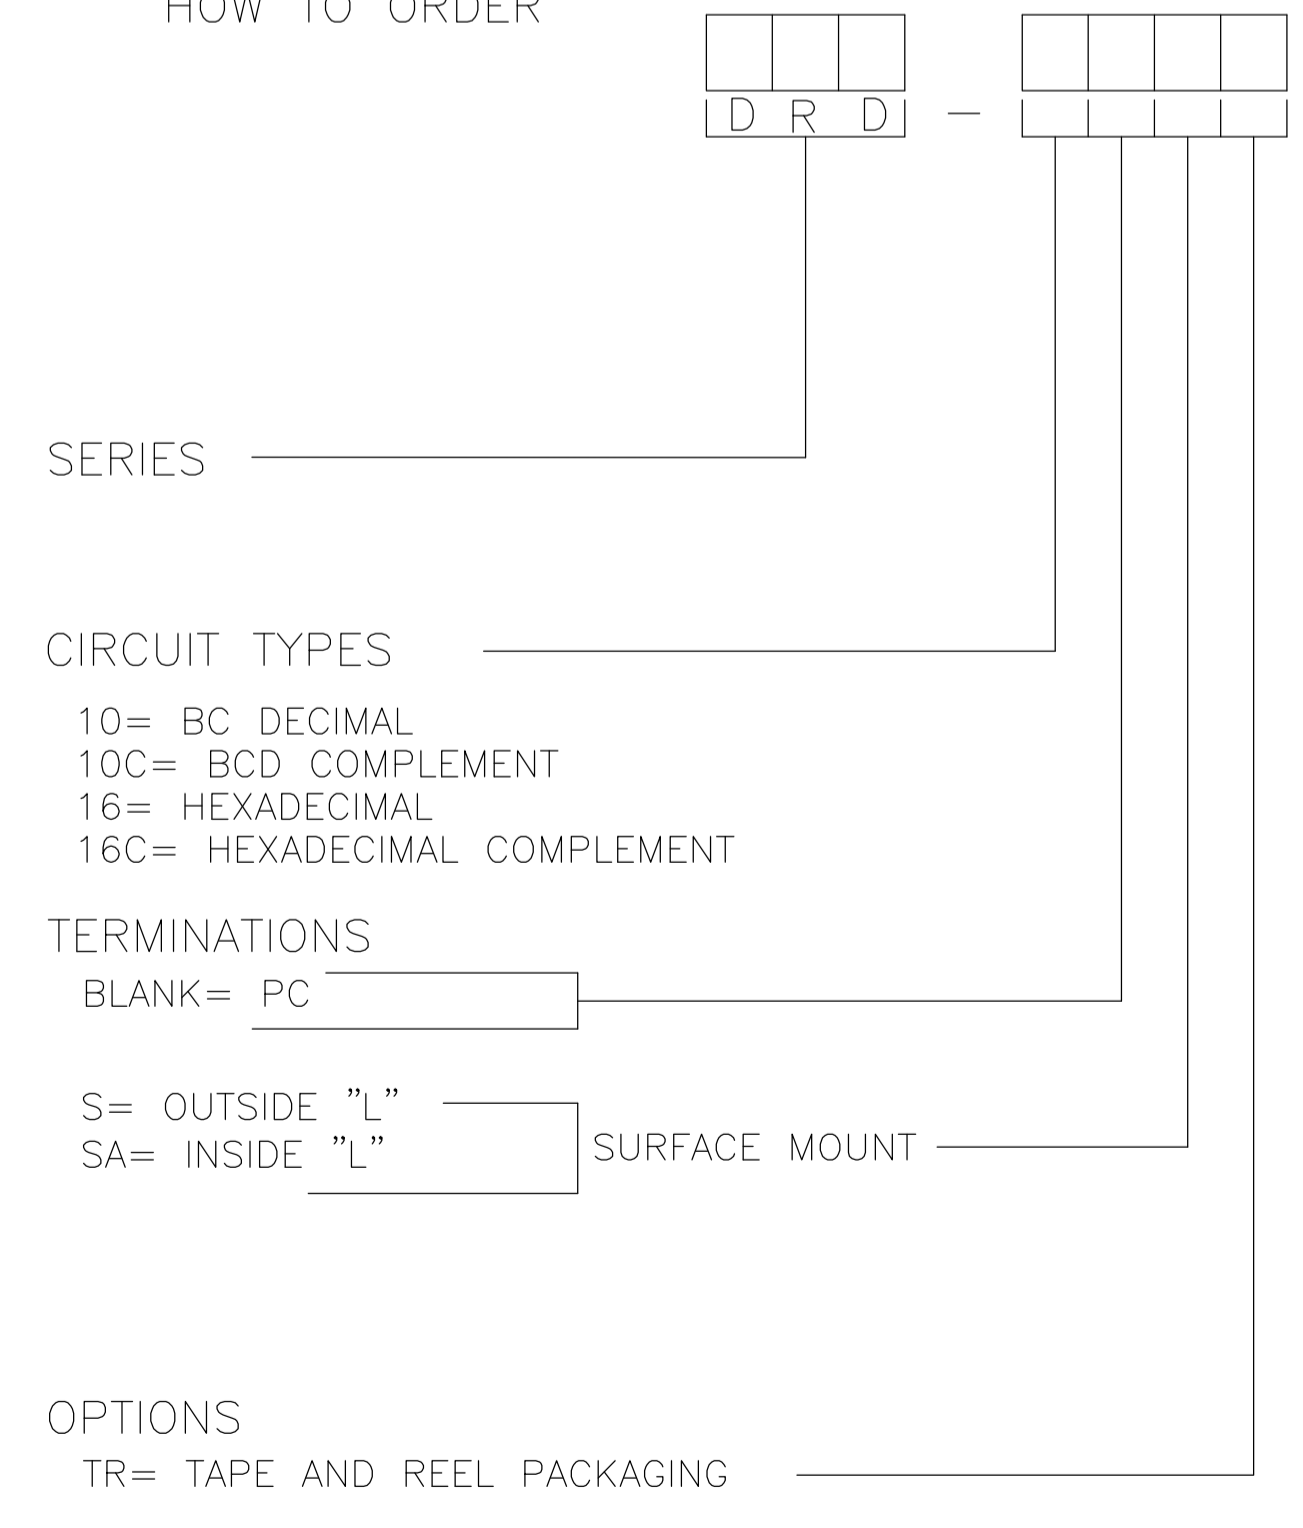 HOW TO ORDER
D R D -
SERIES
CIRCUIT TYPES
10= BC DECIMAL
10C= BCD COMPLEMENT
16= HEXADECIMAL
16C= HEXADECIMAL COMPLEMENT
TERMINATIONS
BLANK= PC
S= OUTSIDE "L"
SA= INSIDE "L"
SURFACE MOUNT
OPTIONS
TR= TAPE AND REEL PACKAGING